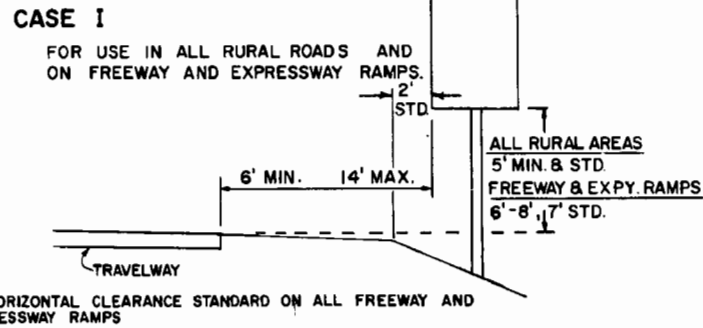 CASE I
FOR USE IN ALL RURAL ROADS AND
ON FREEWAY AND EXPRESSWAY RAMPS.
2'
STD.
ALL RURAL AREAS
5' MIN. & STD.
6' MIN. 14' MAX.
FREEWAY & EXPY. RAMPS
6'-8', 7' STD.
TRAVELWAY
ORIZONTAL CLEARANCE STANDARD ON ALL FREEWAY AND
ESSWAY RAMPS